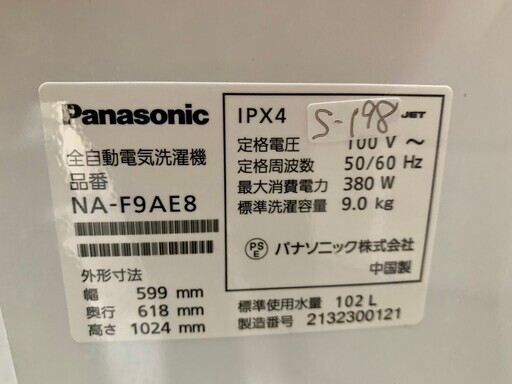 Panasonic
全自動電気洗濯機
品番
NA-F9AE8
外形寸法
幅 599 mm
奥行 618 mm
高さ 1024 mm
IPX4
S-198
JET
定格電圧 100 V ～
定格周波数 50/60 Hz
最大消費電力 380 W
標準洗濯容量 9.0 kg
PS E パナソニック株式会社
中国製
標準使用水量 102 L
製造番号 2132300121